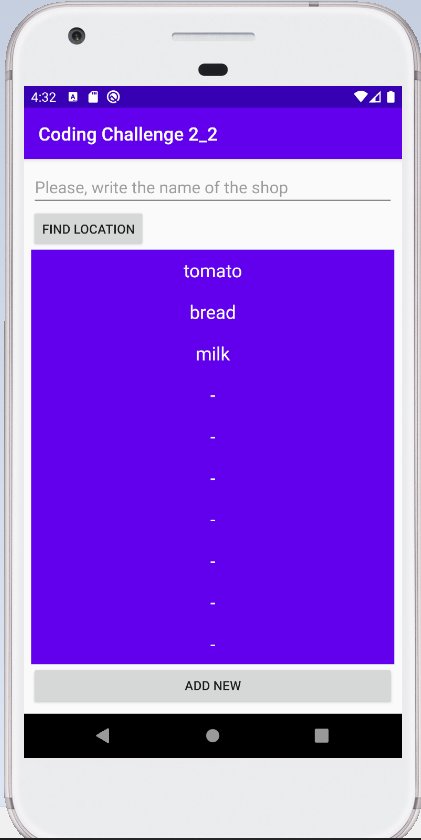 4:32
Coding Challenge 2_2
Please, write the name of the shop
FIND LOCATION
tomato
bread
milk
-
-
-
-
-
-
-
ADD NEW